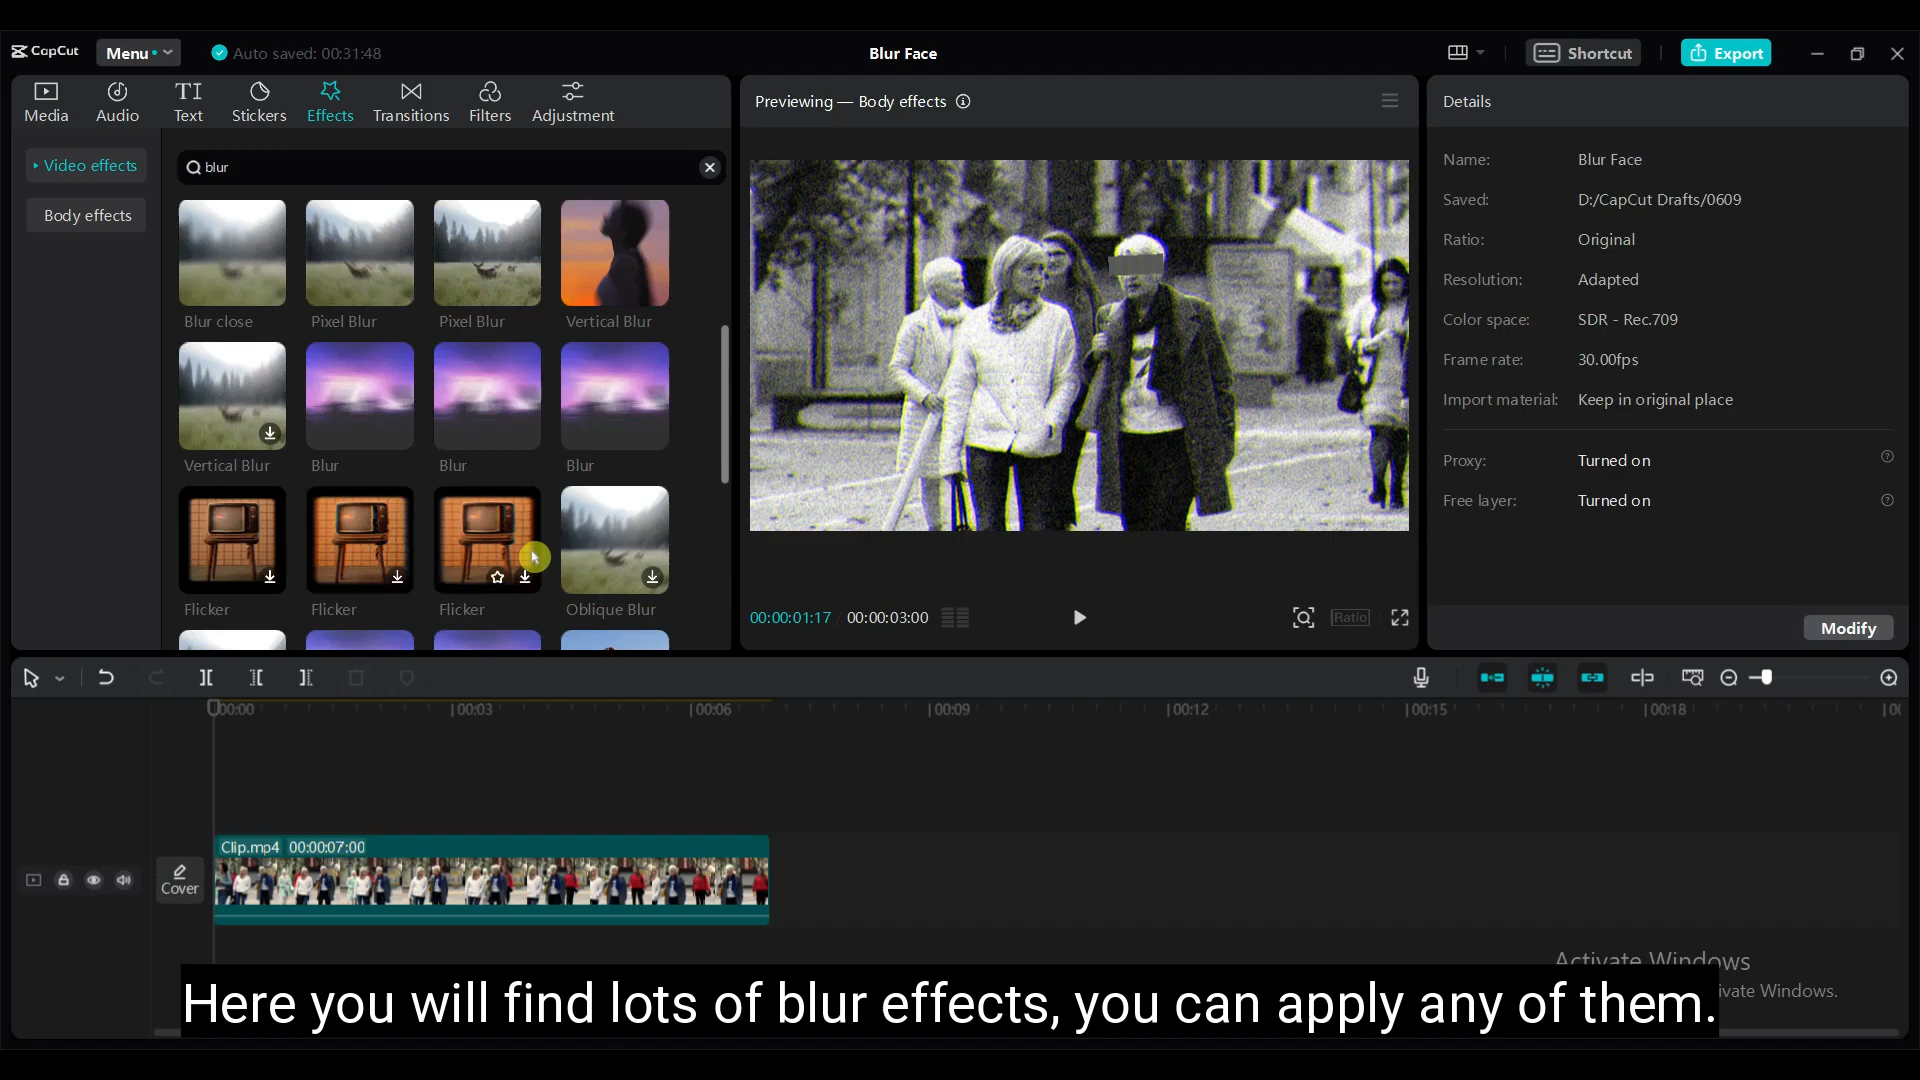 CapCut
Menu
Auto saved: 00:31:48
Blur Face
Shortcut
Export
Media
Audio
Text
Stickers
Effects
Transitions
Filters
Adjustment
Video effects
Body effects
blur
Blur close
Pixel Blur
Pixel Blur
Vertical Blur
Vertical Blur
Blur
Blur
Blur
Flicker
Flicker
Flicker
Oblique Blur
Previewing — Body effects
00:00:01:17
00:00:03:00
Ratio
Details
Name: Blur Face
Saved: D:/CapCut Drafts/0609
Ratio: Original
Resolution: Adapted
Color space: SDR - Rec.709
Frame rate: 30.00fps
Import material: Keep in original place
Proxy: Turned on
Free layer: Turned on
Modify
00:00
00:03
00:06
00:09
00:12
00:15
00:18
Clip.mp4 00:00:07:00
Cover
Activate Windows
ivate Windows.
Here you will find lots of blur effects, you can apply any of them.